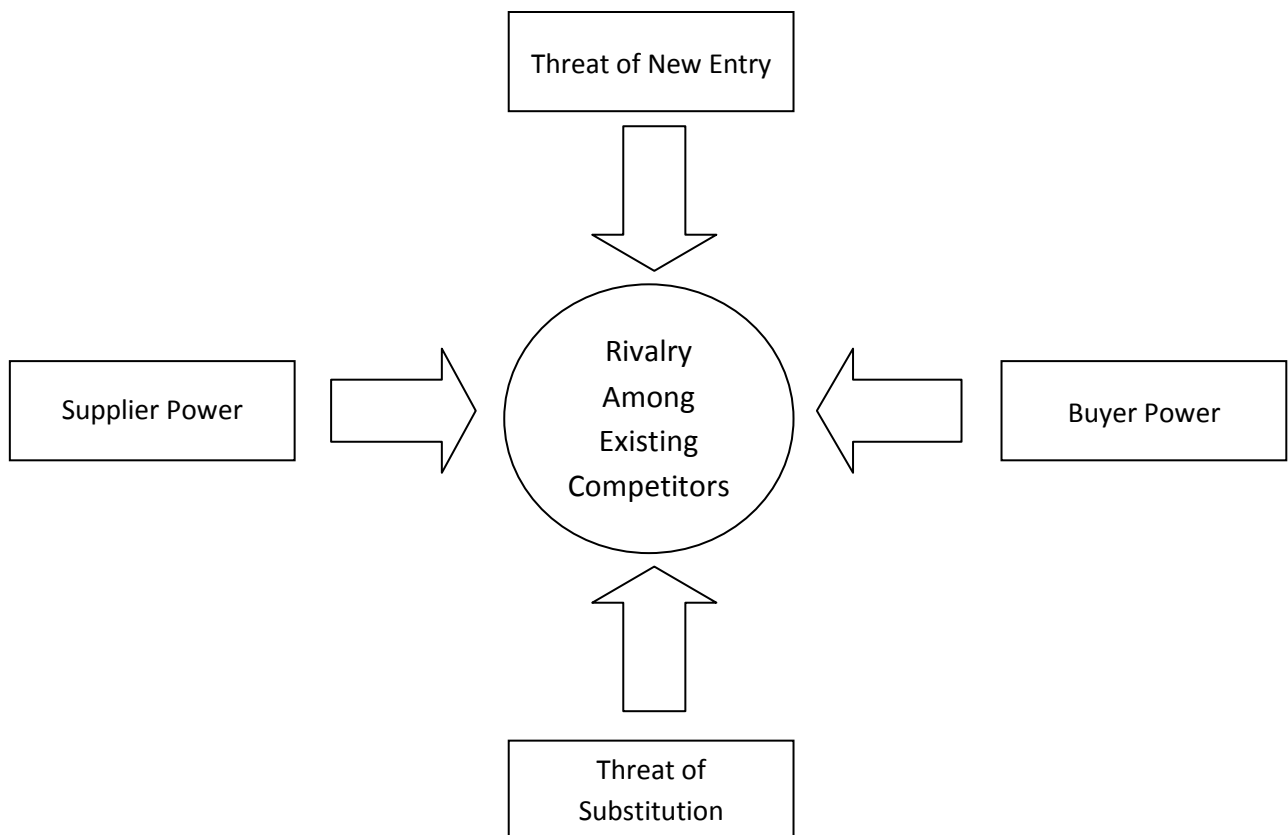 Threat of New Entry
Rivalry
Among
Existing
Competitors
Supplier Power
Buyer Power
Threat of
Substitution